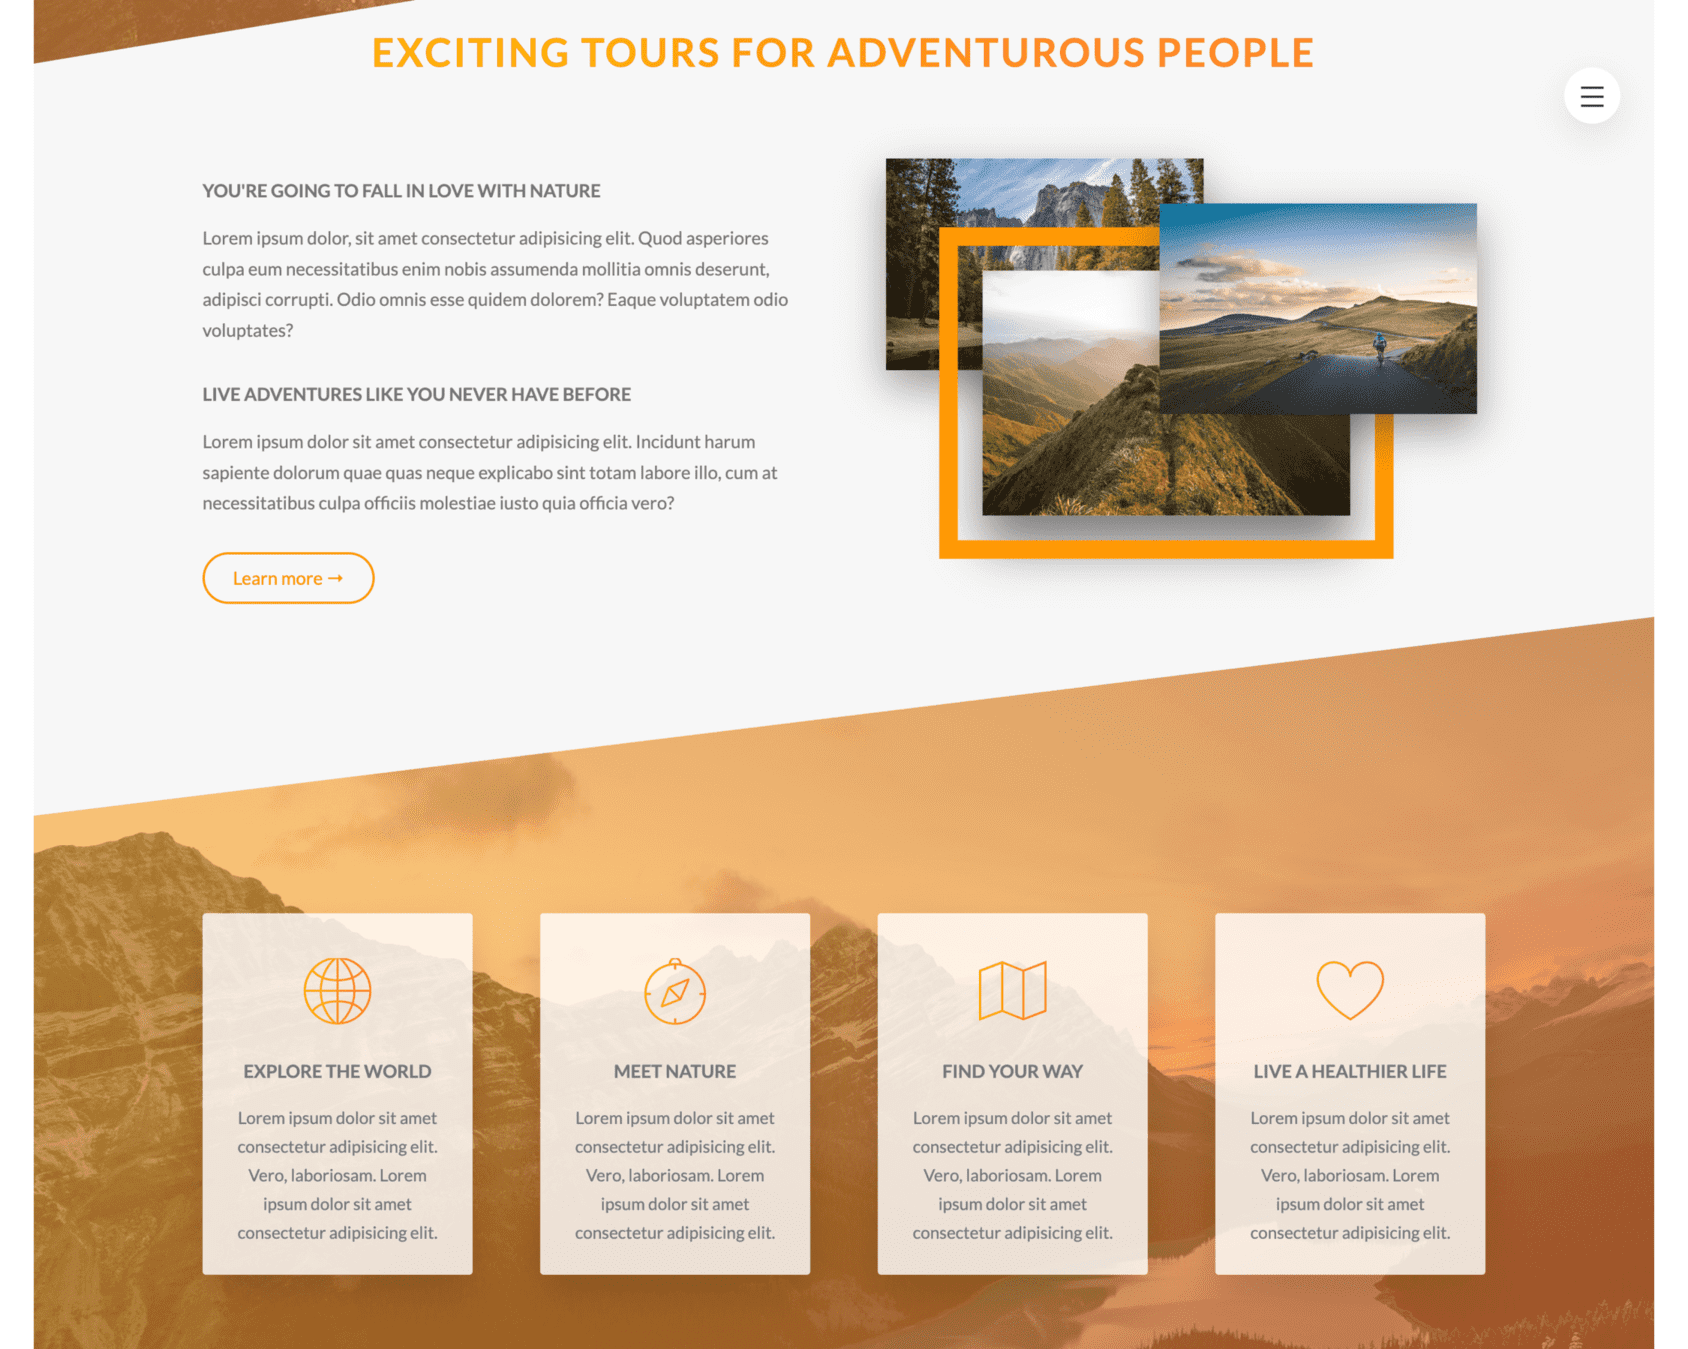 EXCITING TOURS FOR ADVENTUROUS PEOPLE
YOU'RE GOING TO FALL IN LOVE WITH NATURE
Lorem ipsum dolor, sit amet consectetur adipisicing elit. Quod asperiores
culpa eum necessitatibus enim nobis assumenda mollitia omnis deserunt,
adipisci corrupti. Odio omnis esse quidem dolorem? Eaque voluptatem odio
voluptates?
LIVE ADVENTURES LIKE YOU NEVER HAVE BEFORE
Lorem ipsum dolor sit amet consectetur adipisicing elit. Incidunt harum
sapiente dolorum quae quas neque explicabo sint totam labore illo, cum at
necessitatibus culpa officiis molestiae iusto quia officia vero?
Learn more →
EXPLORE THE WORLD
Lorem ipsum dolor sit amet
consectetur adipisicing elit.
Vero, laboriosam. Lorem
ipsum dolor sit amet
consectetur adipisicing elit.
MEET NATURE
Lorem ipsum dolor sit amet
consectetur adipisicing elit.
Vero, laboriosam. Lorem
ipsum dolor sit amet
consectetur adipisicing elit.
FIND YOUR WAY
Lorem ipsum dolor sit amet
consectetur adipisicing elit.
Vero, laboriosam. Lorem
ipsum dolor sit amet
consectetur adipisicing elit.
LIVE A HEALTHIER LIFE
Lorem ipsum dolor sit amet
consectetur adipisicing elit.
Vero, laboriosam. Lorem
ipsum dolor sit amet
consectetur adipisicing elit.